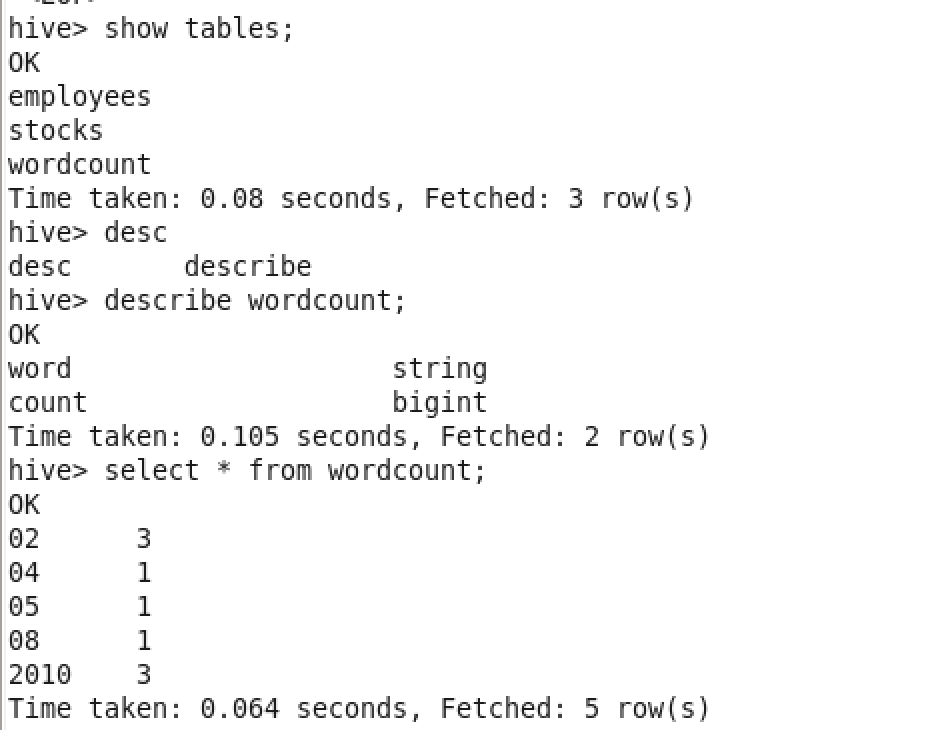 hive> show tables;
OK
employees
stocks
wordcount
Time taken: 0.08 seconds, Fetched: 3 row(s)
hive> desc
desc       describe
hive> describe wordcount;
OK
word                    string
count                   bigint
Time taken: 0.105 seconds, Fetched: 2 row(s)
hive> select * from wordcount;
OK
02      3
04      1
05      1
08      1
2010    3
Time taken: 0.064 seconds, Fetched: 5 row(s)